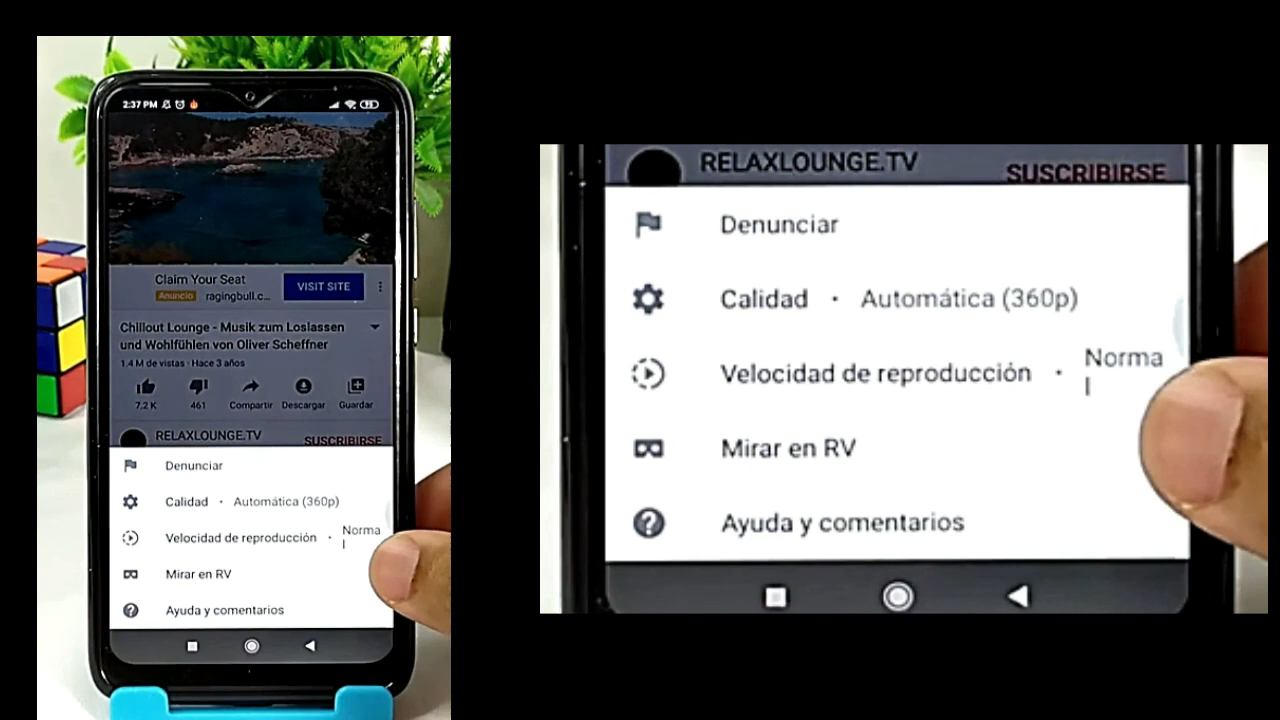 2:37 PM
Claim Your Seat
Anuncio ragingbull.c...
VISIT SITE
Chillout Lounge - Musik zum Loslassen
und Wohlfühlen von Oliver Scheffner
1.4 M de vistas · Hace 3 años
7,2 K 461 Compartir Descargar Guardar
RELAXLOUNGE.TV SUSCRIBIRSE
Denunciar
Calidad · Automática (360p)
Velocidad de reproducción · Norma
l
Mirar en RV
Ayuda y comentarios
RELAXLOUNGE.TV SUSCRIBIRSE
Denunciar
Calidad · Automática (360p)
Velocidad de reproducción · Norma
l
Mirar en RV
Ayuda y comentarios